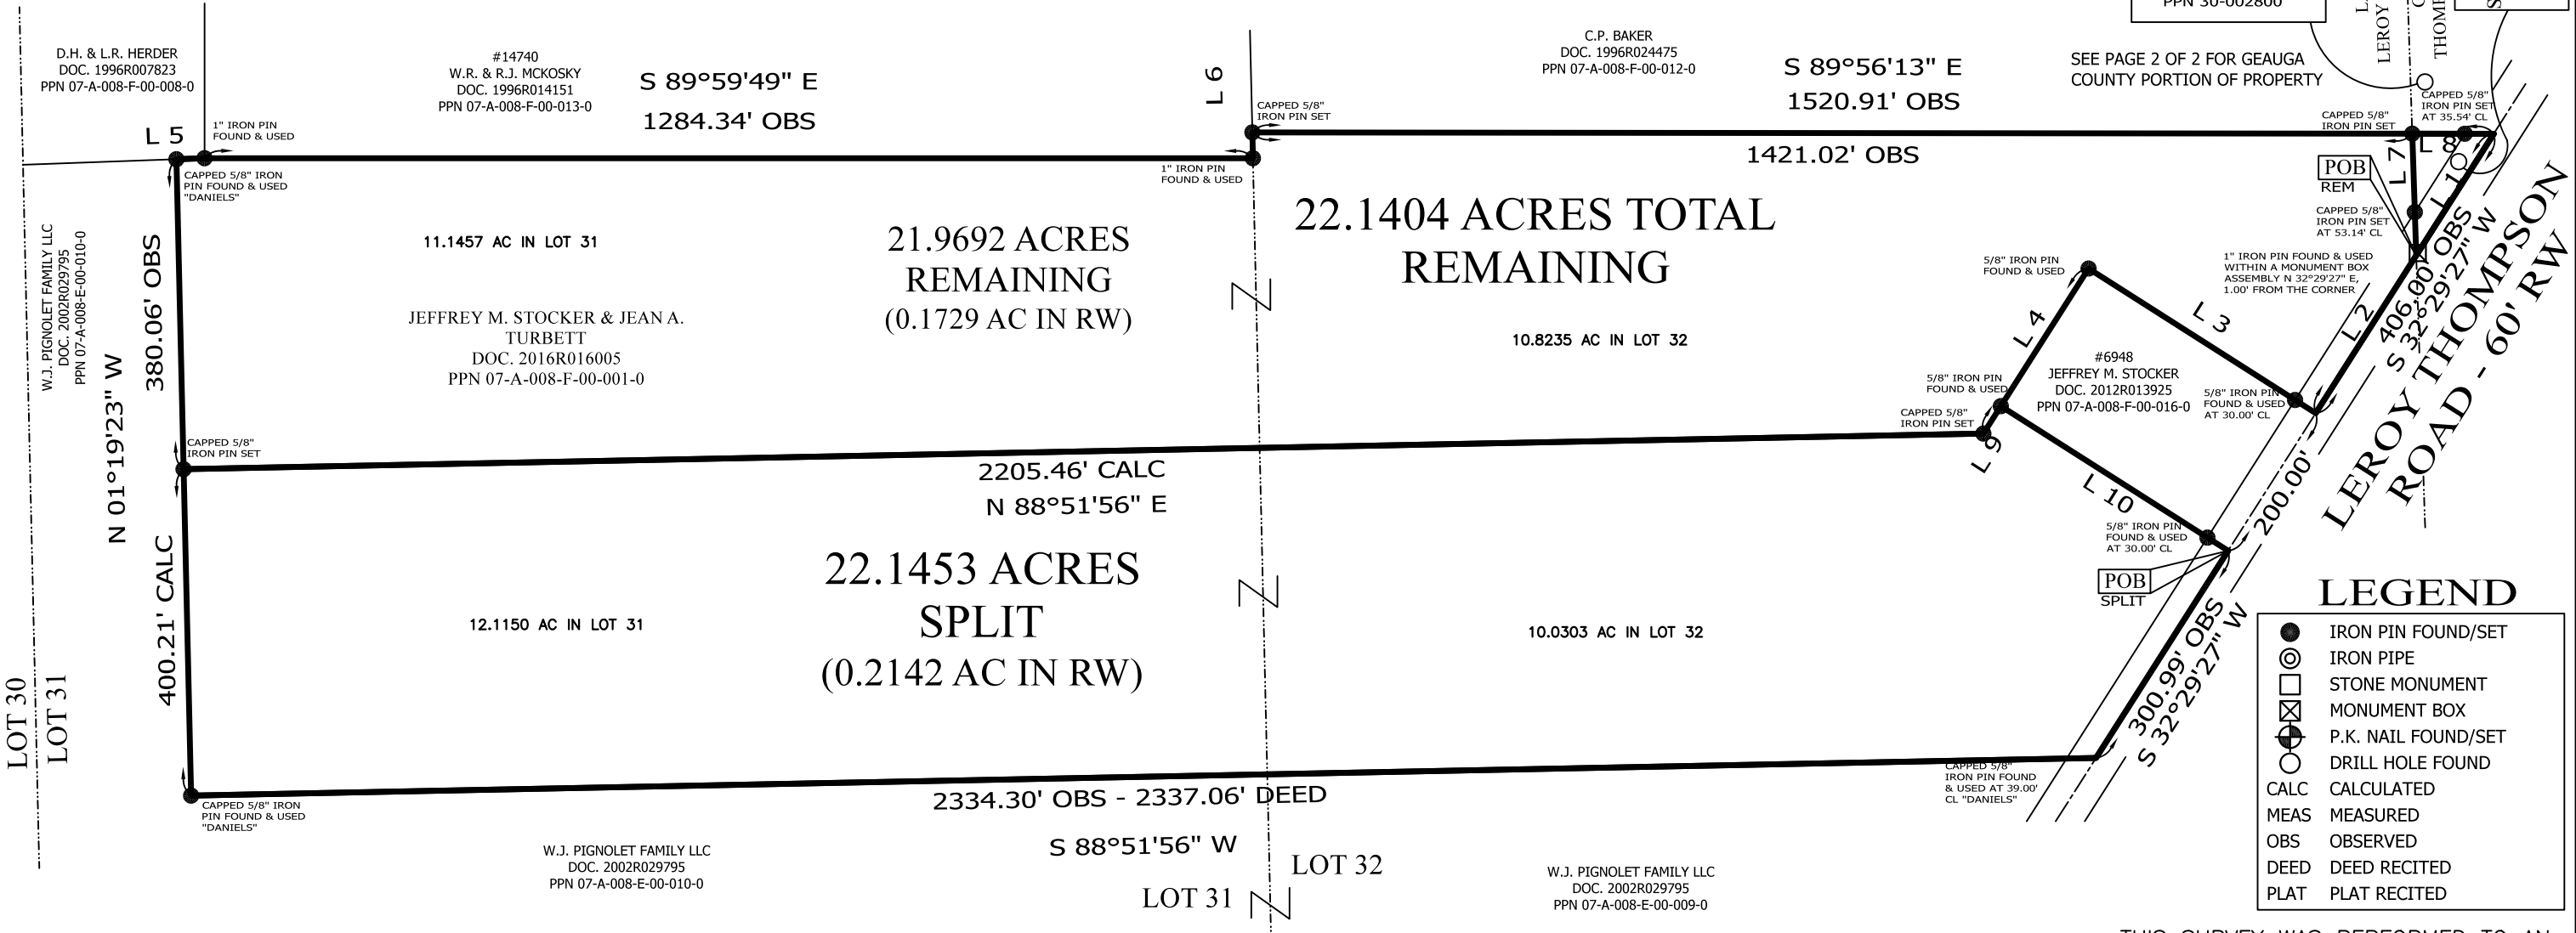 PPN 30-002800
LEROY
THOMP
D.H. & L.R. HERDER
DOC. 1996R007823
PPN 07-A-008-F-00-008-0
#14740
W.R. & R.J. MCKOSKY
DOC. 1996R014151
PPN 07-A-008-F-00-013-0
S 89°59'49" E
1284.34' OBS
L 6
C.P. BAKER
DOC. 1996R024475
PPN 07-A-008-F-00-012-0
S 89°56'13" E
1520.91' OBS
SEE PAGE 2 OF 2 FOR GEAUGA
COUNTY PORTION OF PROPERTY
L 5
1" IRON PIN
FOUND & USED
CAPPED 5/8"
IRON PIN SET
CAPPED 5/8"
IRON PIN SET
CAPPED 5/8"
IRON PIN SET
AT 35.54' CL
1421.02' OBS
L 8
L 7
L 1
CAPPED 5/8" IRON
PIN FOUND & USED
"DANIELS"
1" IRON PIN
FOUND & USED
POB
REM
CAPPED 5/8"
IRON PIN SET
AT 53.14' CL
22.1404 ACRES TOTAL
REMAINING
11.1457 AC IN LOT 31
21.9692 ACRES
REMAINING
(0.1729 AC IN RW)
W.J. PIGNOLET FAMILY LLC
DOC. 2002R029795
PPN 07-A-008-E-00-010-0
380.06' OBS
N 01°19'23" W
400.21' CALC
JEFFREY M. STOCKER & JEAN A.
TURBETT
DOC. 2016R016005
PPN 07-A-008-F-00-001-0
10.8235 AC IN LOT 32
5/8" IRON PIN
FOUND & USED
1" IRON PIN FOUND & USED
WITHIN A MONUMENT BOX
ASSEMBLY N 32°29'27" E,
1.00' FROM THE CORNER
L 4
L 3
L 2
406.00' OBS
S 32°29'27" W
LEROY THOMPSON
ROAD - 60' RW
#6948
JEFFREY M. STOCKER
DOC. 2012R013925
PPN 07-A-008-F-00-016-0
5/8" IRON PIN
FOUND & USED
5/8" IRON PIN
FOUND & USED
AT 30.00' CL
CAPPED 5/8"
IRON PIN SET
CAPPED 5/8"
IRON PIN SET
L 9
L 10
200.00'
2205.46' CALC
N 88°51'56" E
5/8" IRON PIN
FOUND & USED
AT 30.00' CL
POB
SPLIT
22.1453 ACRES
SPLIT
(0.2142 AC IN RW)
12.1150 AC IN LOT 31
10.0303 AC IN LOT 32
300.99' OBS
S 32°29'27" W
LOT 30
LOT 31
CAPPED 5/8" IRON
PIN FOUND & USED
"DANIELS"
2334.30' OBS - 2337.06' DEED
S 88°51'56" W
CAPPED 5/8"
IRON PIN FOUND
& USED AT 39.00'
CL "DANIELS"
W.J. PIGNOLET FAMILY LLC
DOC. 2002R029795
PPN 07-A-008-E-00-010-0
LOT 32
LOT 31
W.J. PIGNOLET FAMILY LLC
DOC. 2002R029795
PPN 07-A-008-E-00-009-0
LEGEND
IRON PIN FOUND/SET
IRON PIPE
STONE MONUMENT
MONUMENT BOX
P.K. NAIL FOUND/SET
DRILL HOLE FOUND
CALC CALCULATED
MEAS MEASURED
OBS OBSERVED
DEED DEED RECITED
PLAT PLAT RECITED
THIS SURVEY WAS PERFORMED TO AN